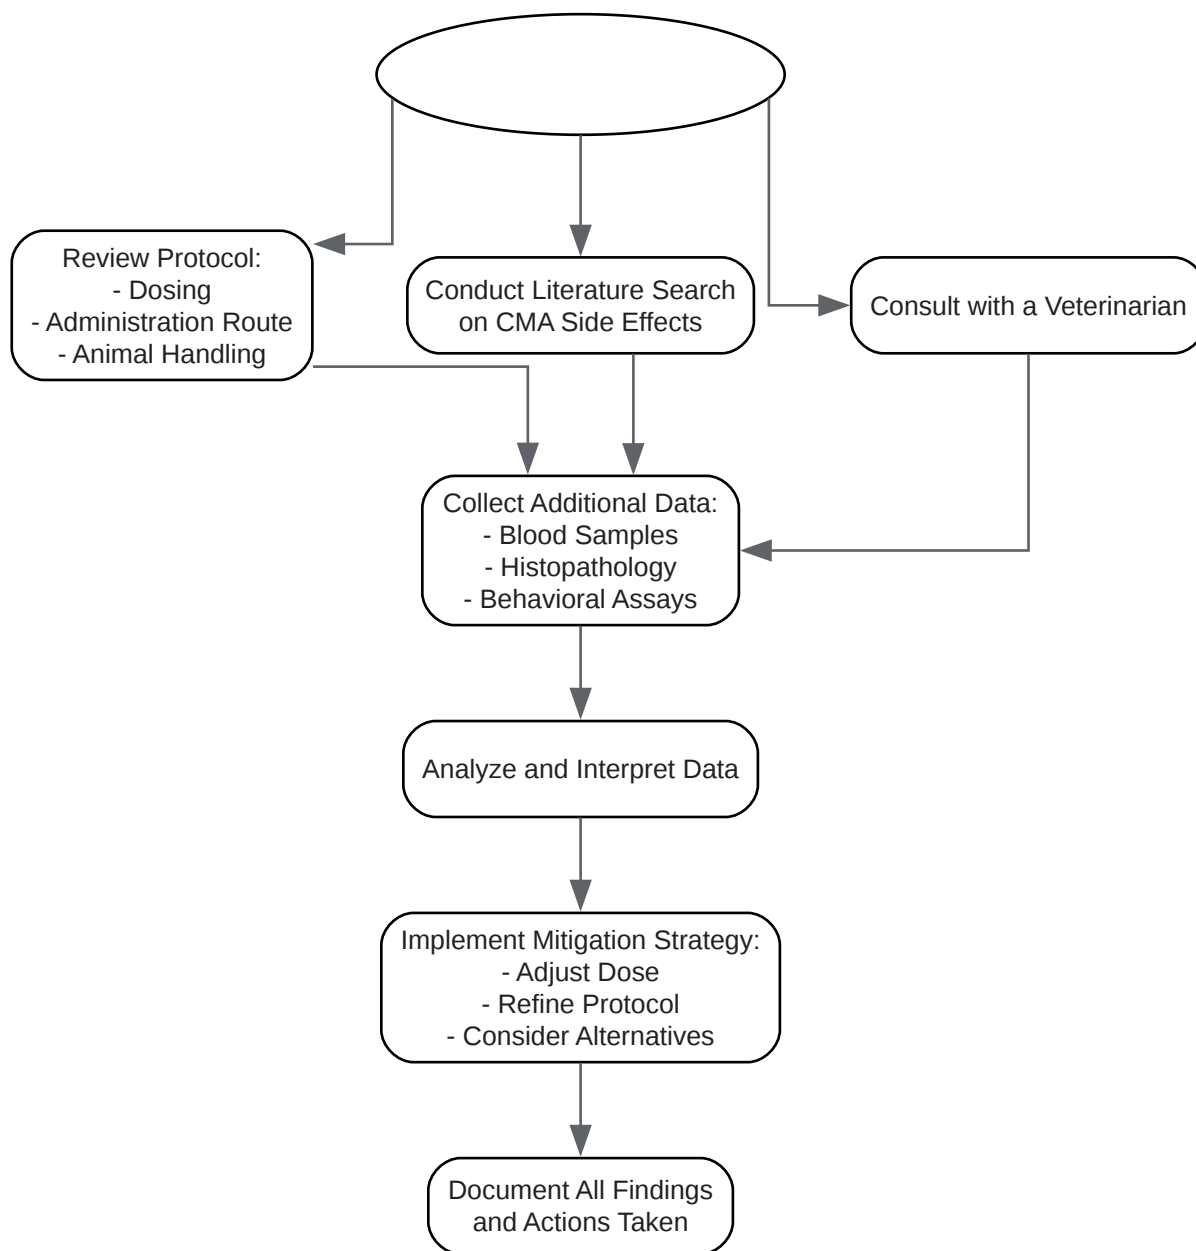 Review Protocol:
- Dosing
- Administration Route
- Animal Handling
Conduct Literature Search
on CMA Side Effects
Consult with a Veterinarian
Collect Additional Data:
- Blood Samples
- Histopathology
- Behavioral Assays
Analyze and Interpret Data
Implement Mitigation Strategy:
- Adjust Dose
- Refine Protocol
- Consider Alternatives
Document All Findings
and Actions Taken